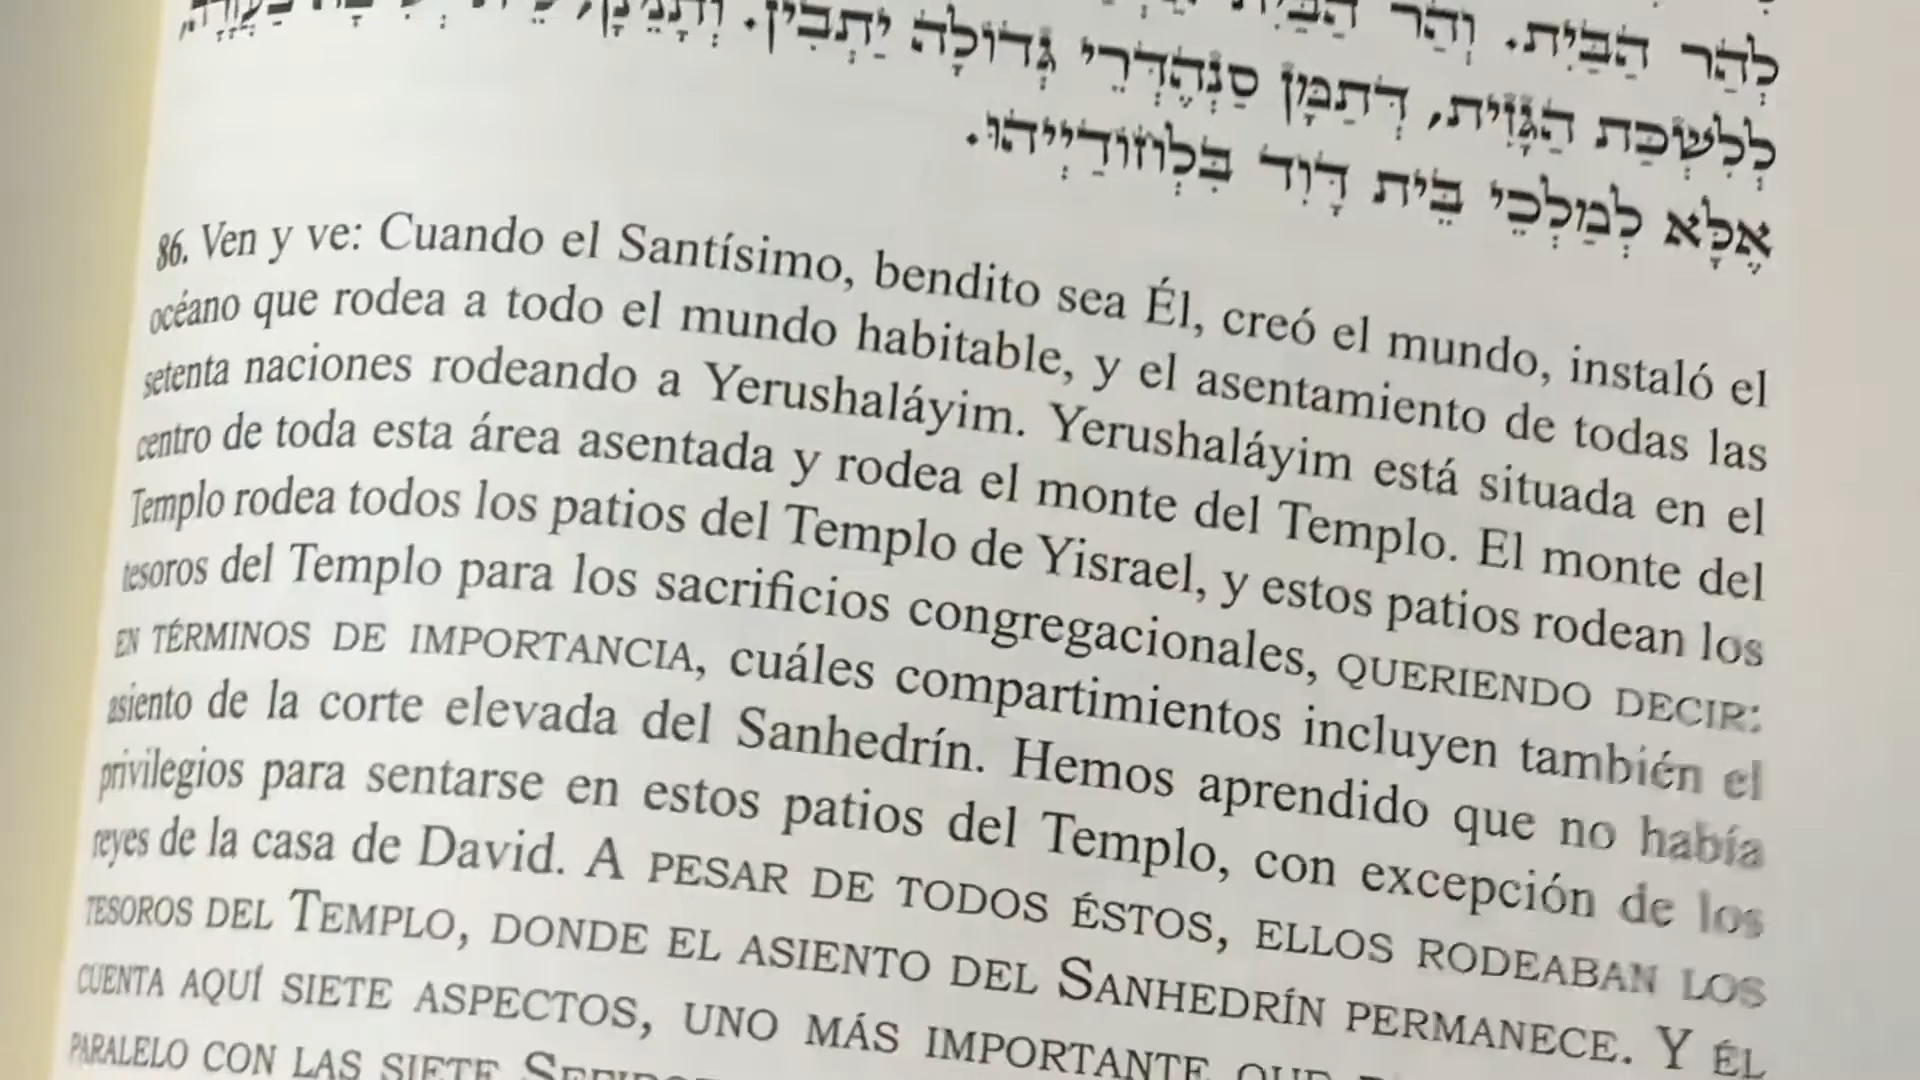 לְהַר הַבַּיִת. וְהַר הַבַּיִת
לְלִשְׁכַּת הַגָּזִית, דְּתַמָּן סַנְהֶדְרֵי גְּדוֹלָה יַתְבִין. וְתָנֵינָן,
אֶלָּא לְמַלְכֵי בֵּית דָּוִד בִּלְחוֹדַיְיהוּ.
86. Ven y ve: Cuando el Santísimo, bendito sea Él, creó el mundo, instaló el
océano que rodea a todo el mundo habitable, y el asentamiento de todas las
setenta naciones rodeando a Yerushaláyim. Yerushaláyim está situada en el
centro de toda esta área asentada y rodea el monte del Templo. El monte del
Templo rodea todos los patios del Templo de Yisrael, y estos patios rodean los
tesoros del Templo para los sacrificios congregacionales, QUERIENDO DECIR:
EN TÉRMINOS DE IMPORTANCIA, cuáles compartimientos incluyen también el
asiento de la corte elevada del Sanhedrín. Hemos aprendido que no había
privilegios para sentarse en estos patios del Templo, con excepción de los
reyes de la casa de David. A PESAR DE TODOS ÉSTOS, ELLOS RODEABAN LOS
TESOROS DEL TEMPLO, DONDE EL ASIENTO DEL SANHEDRÍN PERMANECE. Y ÉL
CUENTA AQUÍ SIETE ASPECTOS, UNO MÁS IMPORTANTE QUE
PARALELO CON LAS SIETE